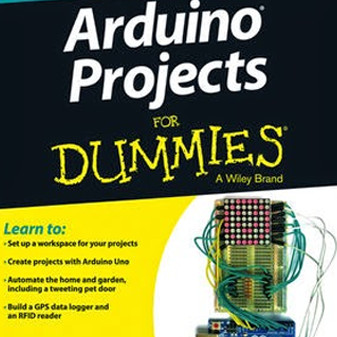 Arduino®
Projects
FOR
DUMMIES®
A Wiley Brand
Learn to:
• Set up a workspace for your projects
• Create projects with Arduino Uno
• Automate the home and garden,
including a tweeting pet door
• Build a GPS data logger and
an RFID reader